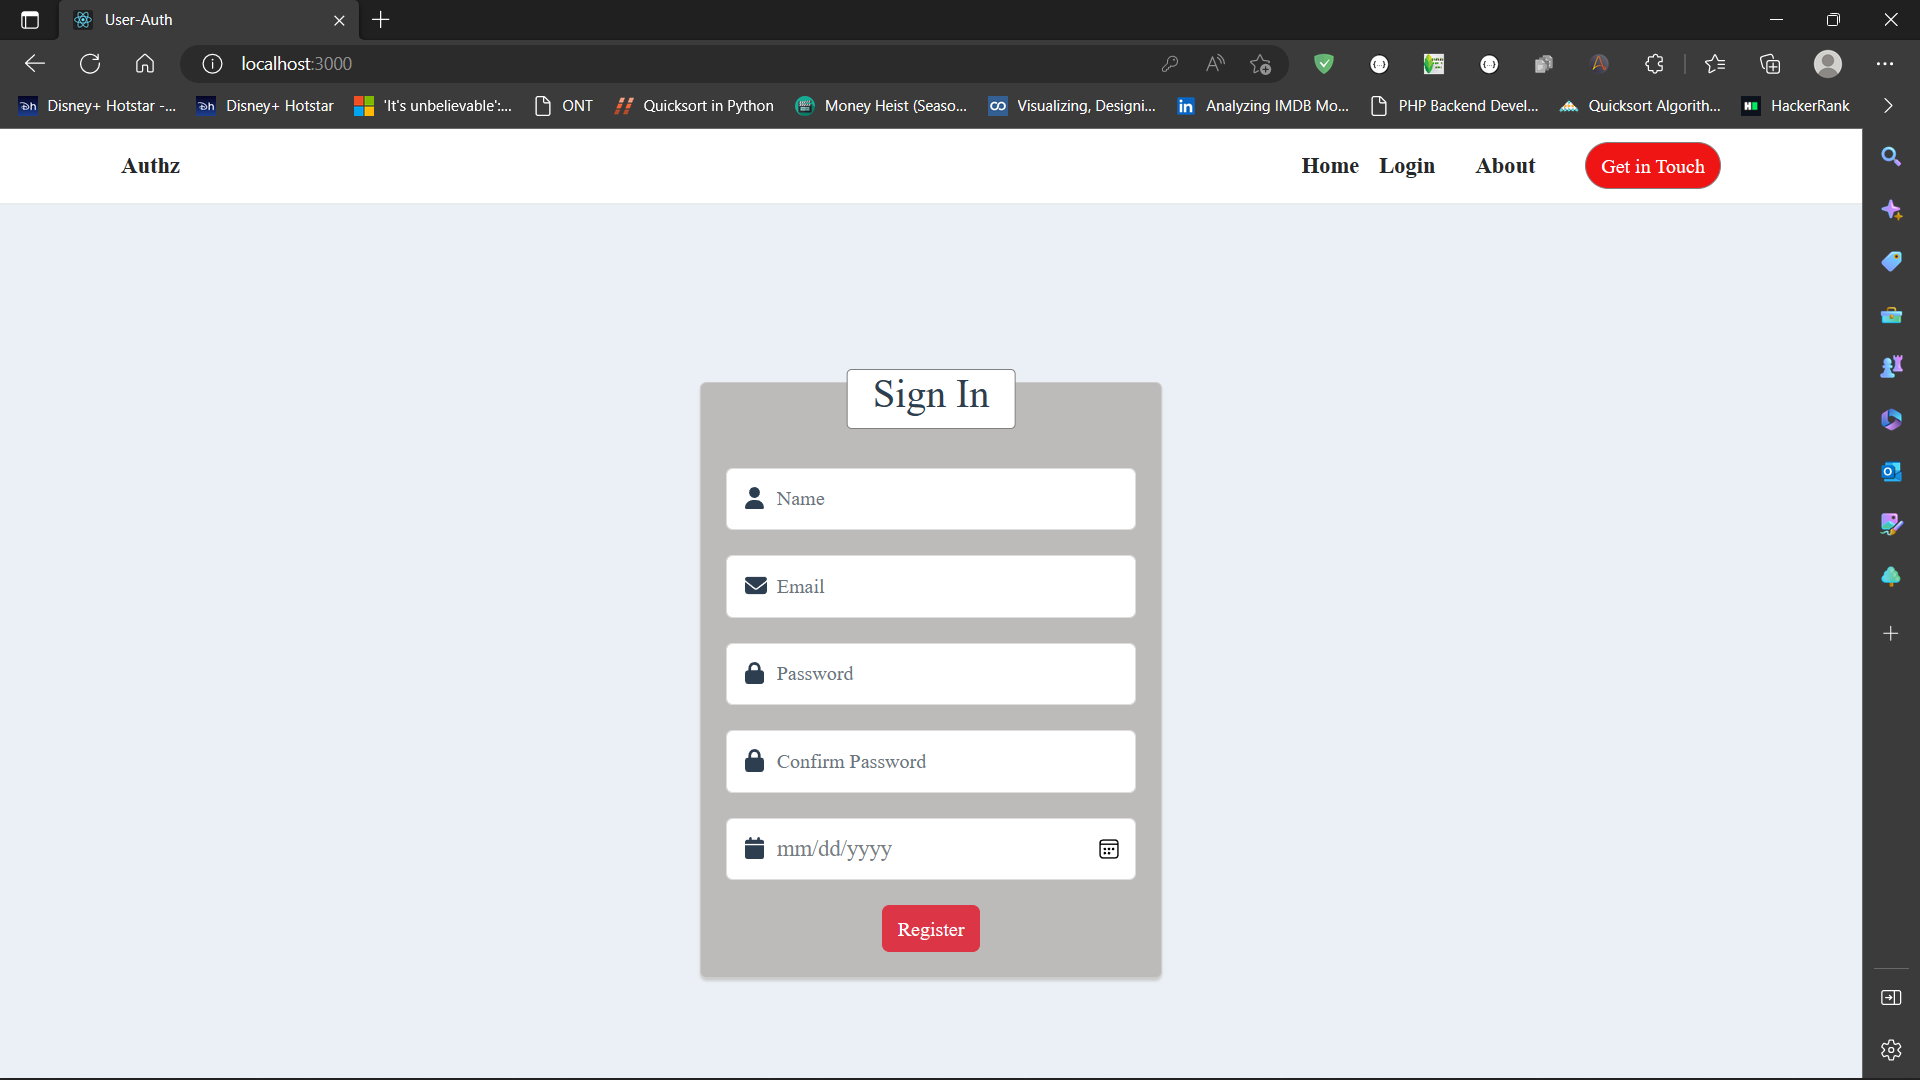 User-Auth
localhost:3000
Disney+ Hotstar -...
Disney+ Hotstar
'It's unbelievable':...
ONT
Quicksort in Python
Money Heist (Seaso...
Visualizing, Designi...
Analyzing IMDB Mo...
PHP Backend Devel...
Quicksort Algorith...
HackerRank
Authz
Home
Login
About
Get in Touch
Sign In
Name
Email
Password
Confirm Password
mm/dd/yyyy
Register